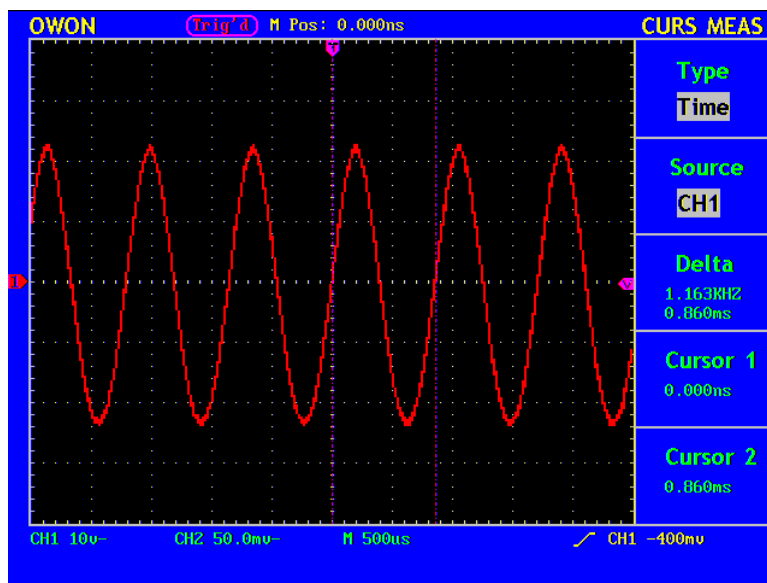 OWON Trig'd M Pos: 0.000ns CURS MEAS
T
Type
Time
Source
CH1
Delta
1.163KHZ
0.860ms
1
Cursor 1
0.000ns
Cursor 2
0.860ms
CH1 10v- CH2 50.0mv- M 500us CH1 -400mv